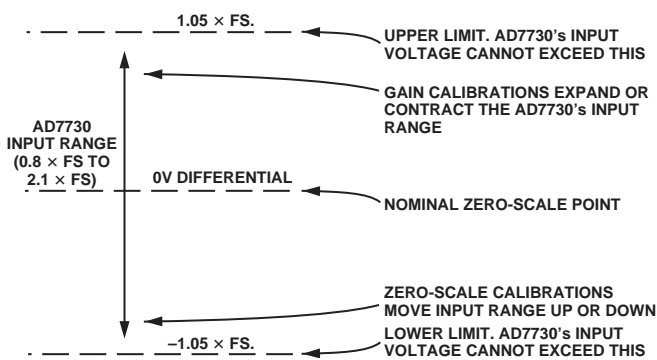 1.05 × FS.
UPPER LIMIT. AD7730's INPUT
VOLTAGE CANNOT EXCEED THIS
GAIN CALIBRATIONS EXPAND OR
CONTRACT THE AD7730's INPUT
RANGE
AD7730
INPUT RANGE
(0.8 × FS TO
2.1 × FS)
0V DIFFERENTIAL
NOMINAL ZERO-SCALE POINT
ZERO-SCALE CALIBRATIONS
MOVE INPUT RANGE UP OR DOWN
–1.05 × FS.
LOWER LIMIT. AD7730's INPUT
VOLTAGE CANNOT EXCEED THIS